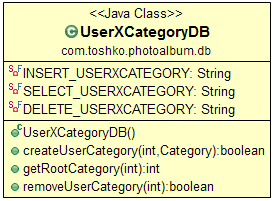 <<Java Class>>
UserXCategoryDB
com.toshko.photoalbum.db
INSERT_USERXCATEGORY: String
SELECT_USERXCATEGORY: String
DELETE_USERXCATEGORY: String
UserXCategoryDB()
createUserCategory(int,Category):boolean
getRootCategory(int):int
removeUserCategory(int):boolean